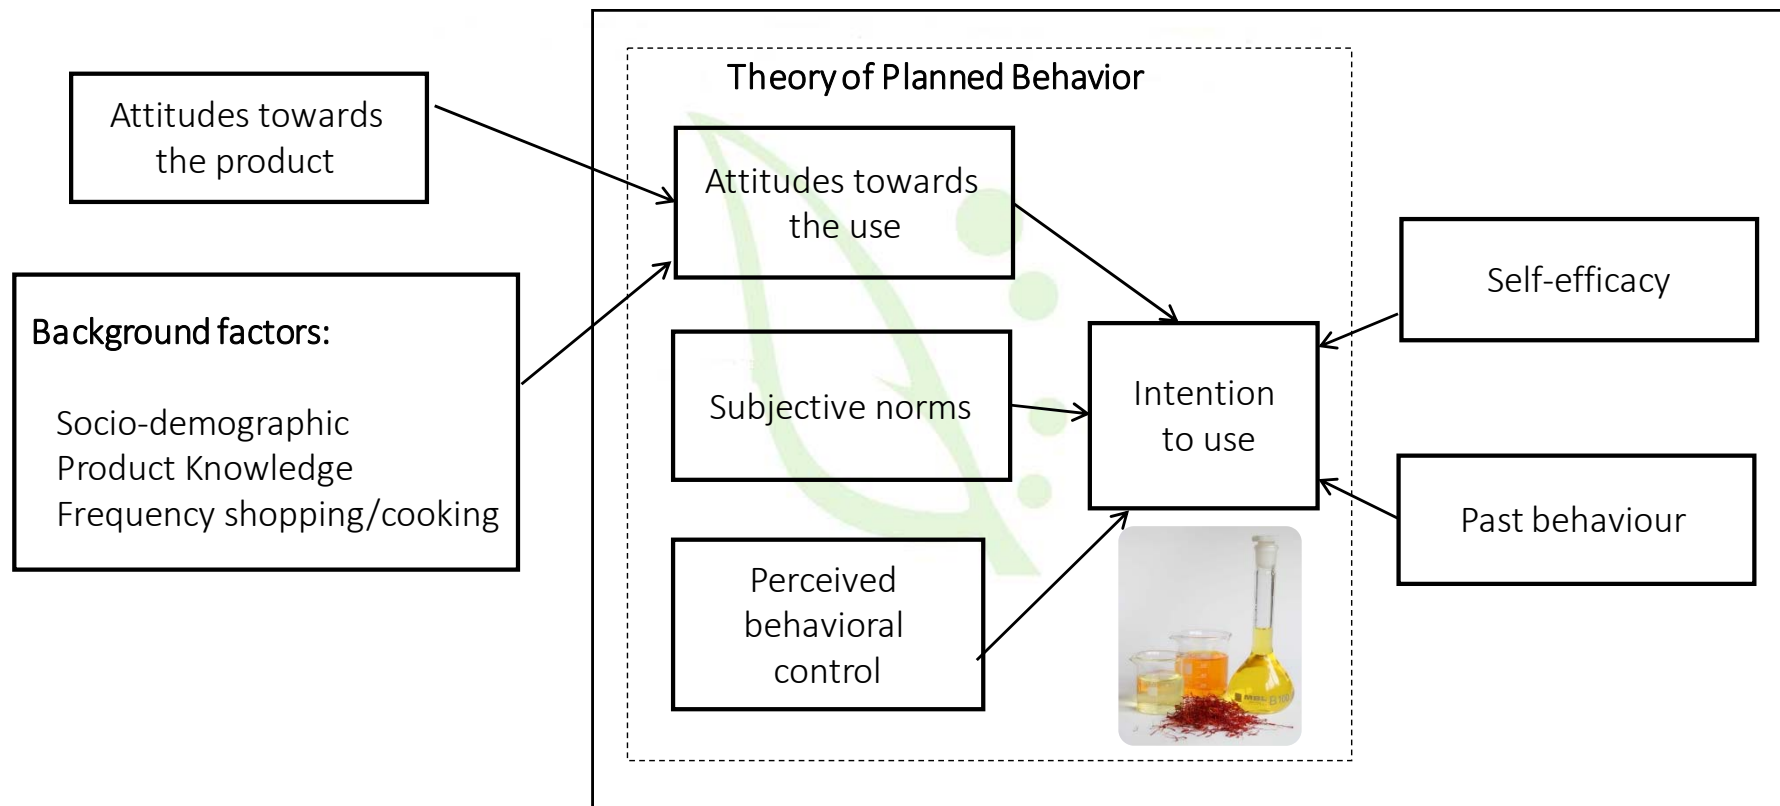 Theory of Planned Behavior
Attitudes towards
the product
Attitudes towards
the use
Self-efficacy
Background factors:
Socio-demographic
Product Knowledge
Frequency shopping/cooking
Subjective norms
Intention
to use
Past behaviour
Perceived
behavioral
control